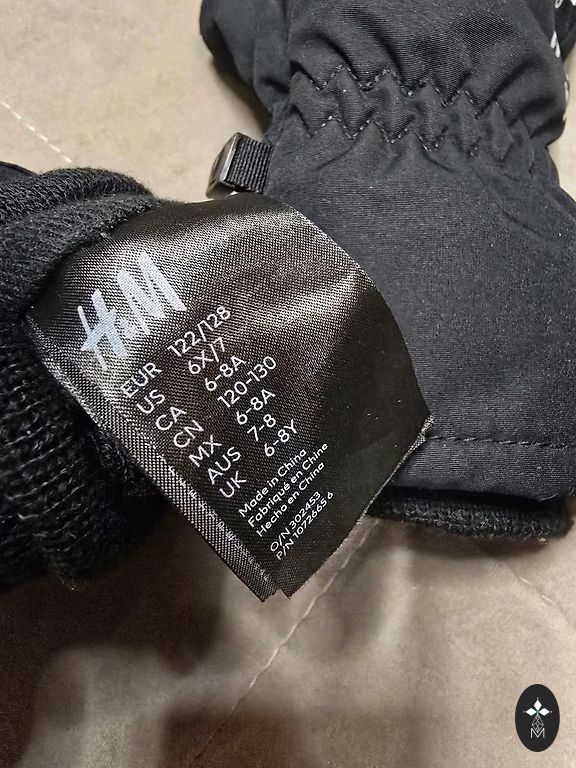 H&M
EUR 122/128
US 6X/7
CA 6-8A
CN 120-130
MX 6-8A
AUS 7-8
UK 6-8Y
Made in China
Fabriqué en Chine
Hecho en China
O/N 302453
P/N 1072665 6
M